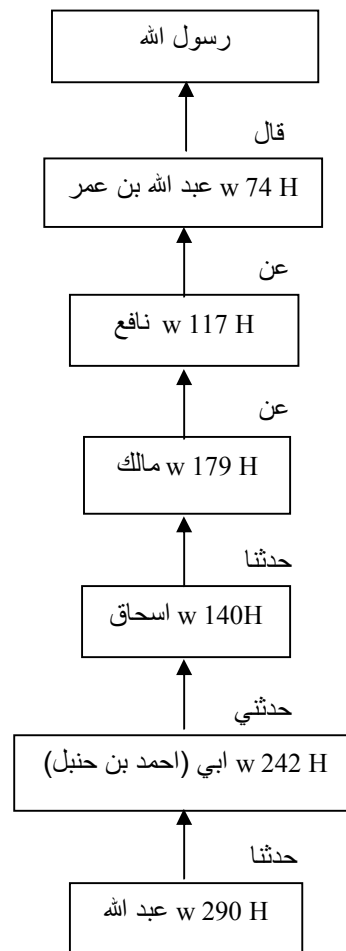 رسول الله
قال
عبد الله بن عمر w 74 H
عن
نافع w 117 H
عن
مالك w 179 H
حدثنا
اسحاق w 140H
حدثني
ابي (احمد بن حنبل) w 242 H
حدثنا
عبد الله w 290 H